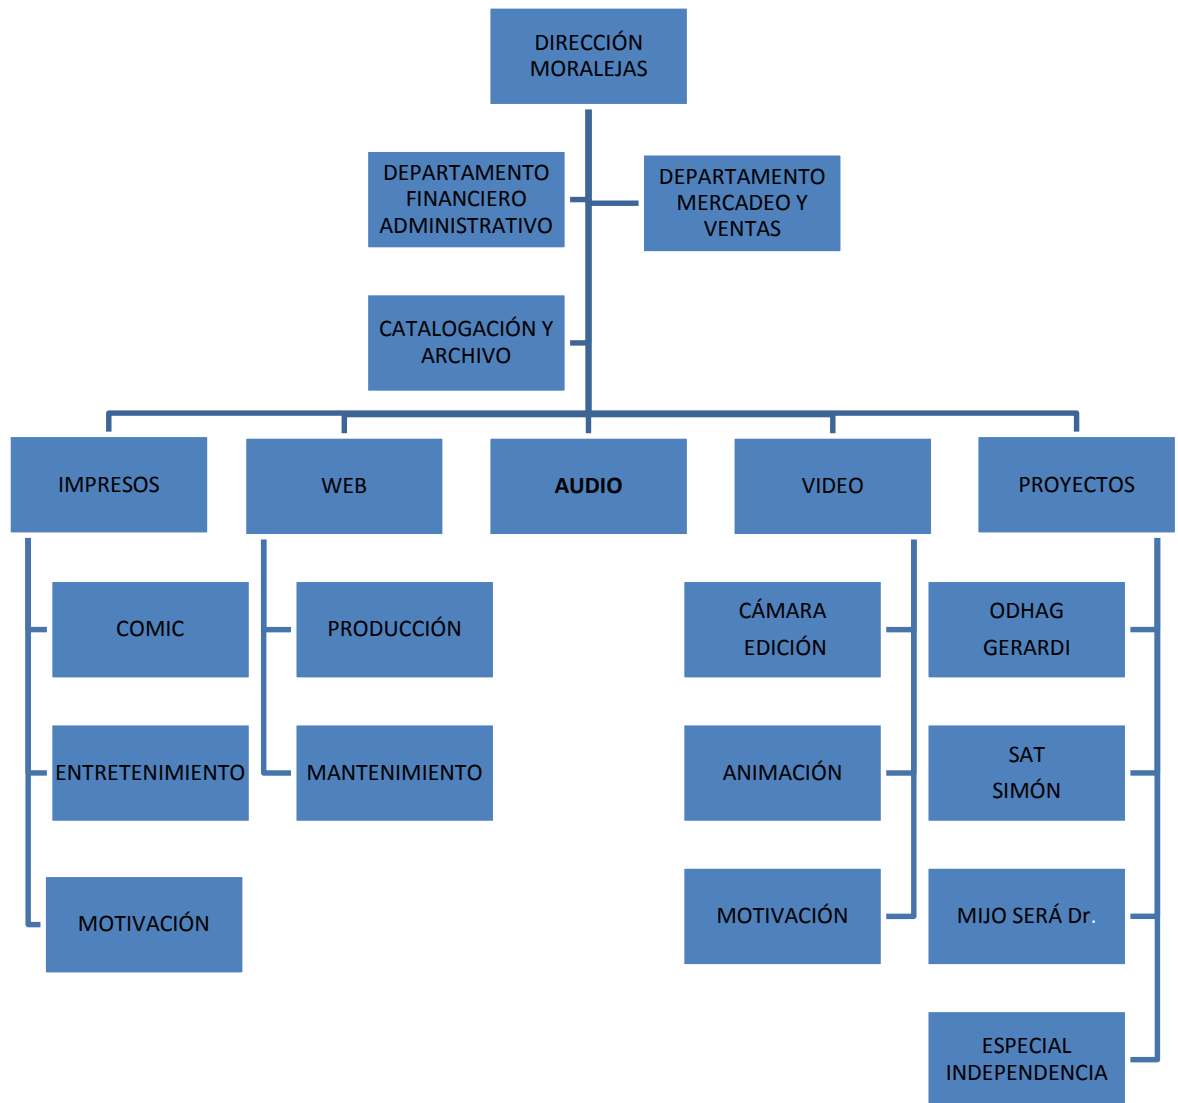 DIRECCIÓN
MORALEJAS
DEPARTAMENTO
FINANCIERO
ADMINISTRATIVO
DEPARTAMENTO
MERCADEO Y
VENTAS
CATALOGACIÓN Y
ARCHIVO
IMPRESOS
WEB
AUDIO
VIDEO
PROYECTOS
COMIC
PRODUCCIÓN
CÁMARA
EDICIÓN
ODHAG
GERARDI
ENTRETENIMIENTO
MANTENIMIENTO
ANIMACIÓN
SAT
SIMÓN
MOTIVACIÓN
MOTIVACIÓN
MIJO SERÁ Dr.
ESPECIAL
INDEPENDENCIA